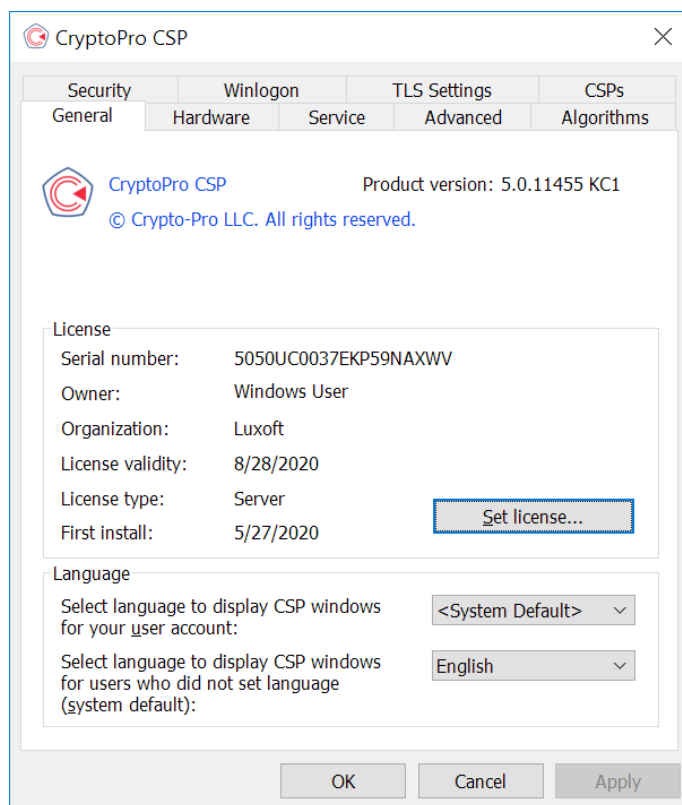 CryptoPro CSP
Security Winlogon TLS Settings CSPs
General Hardware Service Advanced Algorithms
CryptoPro CSP Product version: 5.0.11455 KC1
© Crypto-Pro LLC. All rights reserved.
License
Serial number: 5050UC0037EKP59NAXWV
Owner: Windows User
Organization: Luxoft
License validity: 8/28/2020
License type: Server
Set license...
First install: 5/27/2020
Language
Select language to display CSP windows
for your user account:
<System Default>
Select language to display CSP windows
for users who did not set language
(system default):
English
OK Cancel Apply